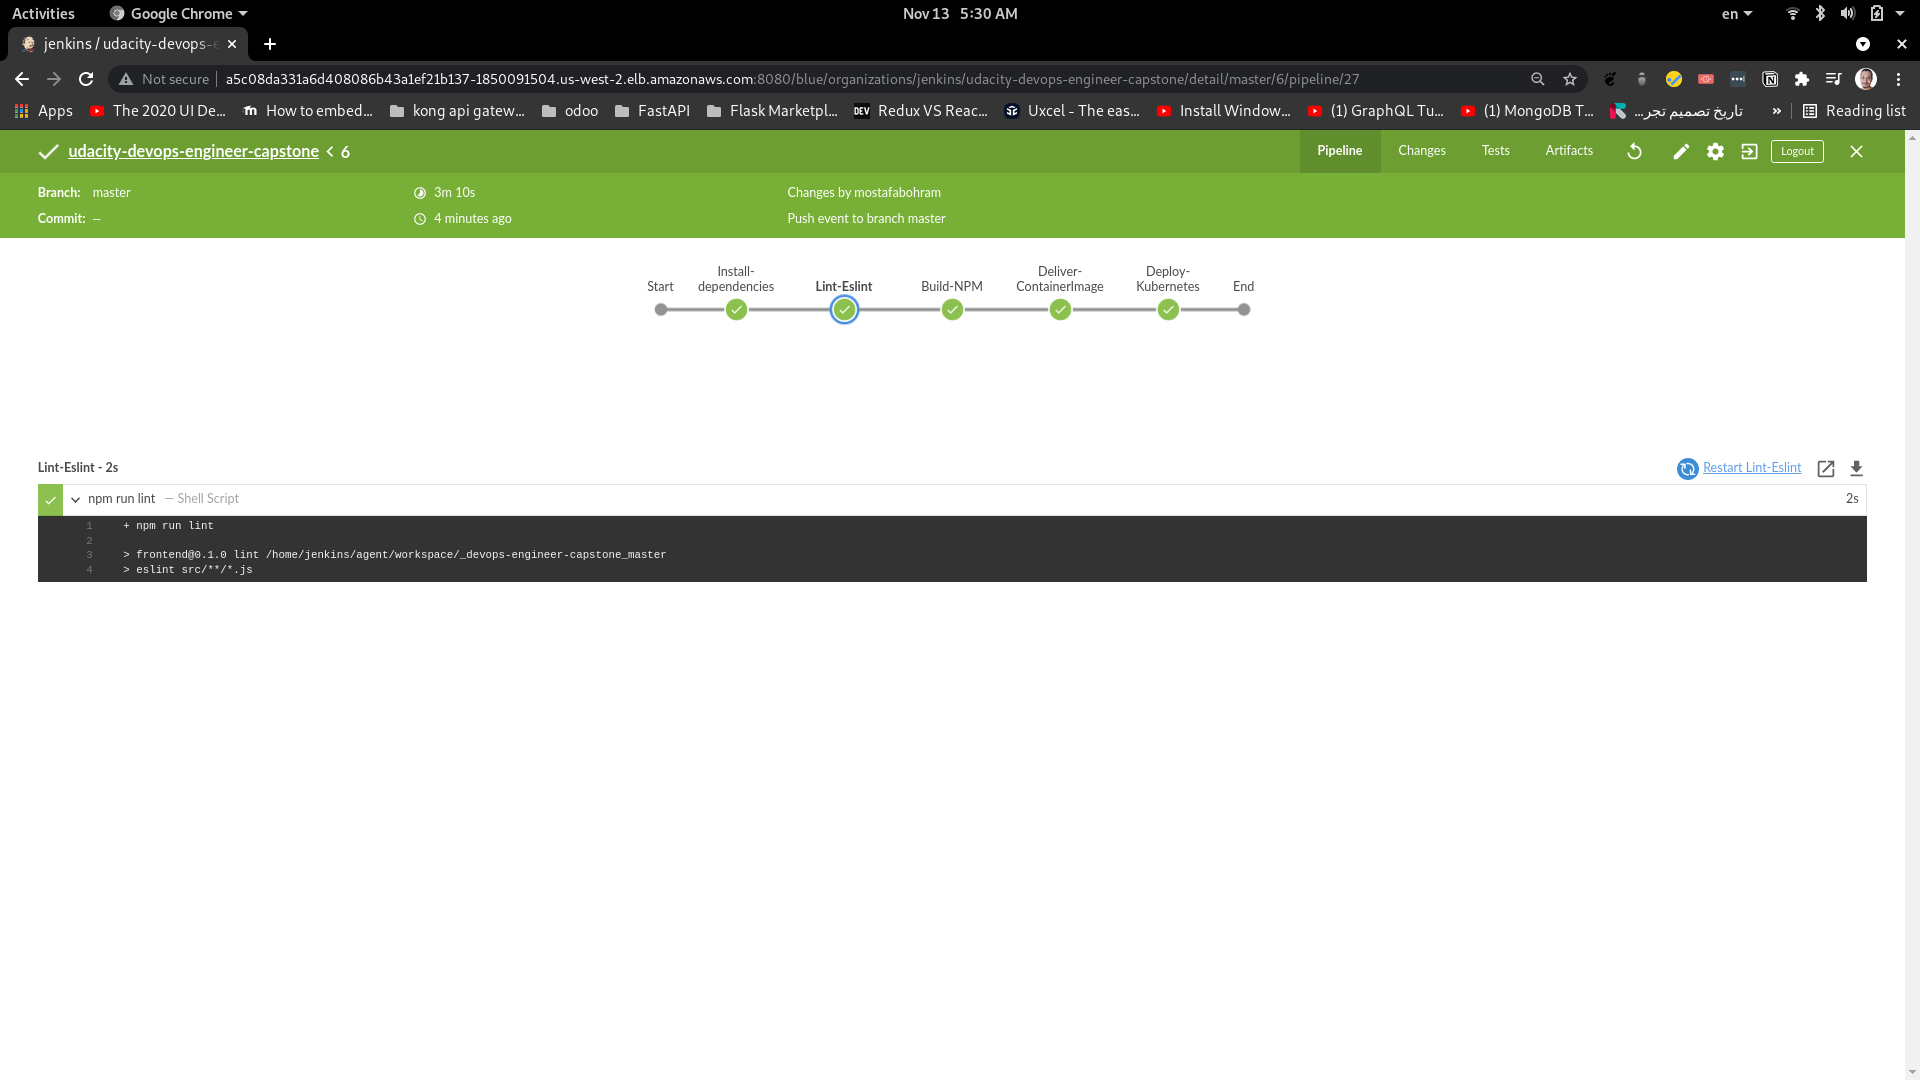 Activities Google Chrome Nov 13 5:30 AM en
jenkins / udacity-devops-e
Not secure a5c08da331a6d408086b43a1ef21b137-1850091504.us-west-2.elb.amazonaws.com:8080/blue/organizations/jenkins/udacity-devops-engineer-capstone/detail/master/6/pipeline/27
Apps The 2020 UI De... How to embed... kong api gatew... odoo FastAPI Flask Marketpl... DEV Redux VS Reac... Uxcel - The eas... Install Window... (1) GraphQL Tu... (1) MongoDB T... تاريخ تصميم تجر... » Reading list
udacity-devops-engineer-capstone < 6 Pipeline Changes Tests Artifacts Logout
Branch: master 3m 10s Changes by mostafabohram
Commit: – 4 minutes ago Push event to branch master
Start Install-dependencies Lint-Eslint Build-NPM Deliver-ContainerImage Deploy-Kubernetes End
Lint-Eslint - 2s Restart Lint-Eslint
npm run lint — Shell Script 2s
1 + npm run lint
2
3 > frontend@0.1.0 lint /home/jenkins/agent/workspace/_devops-engineer-capstone_master
4 > eslint src/**/*.js